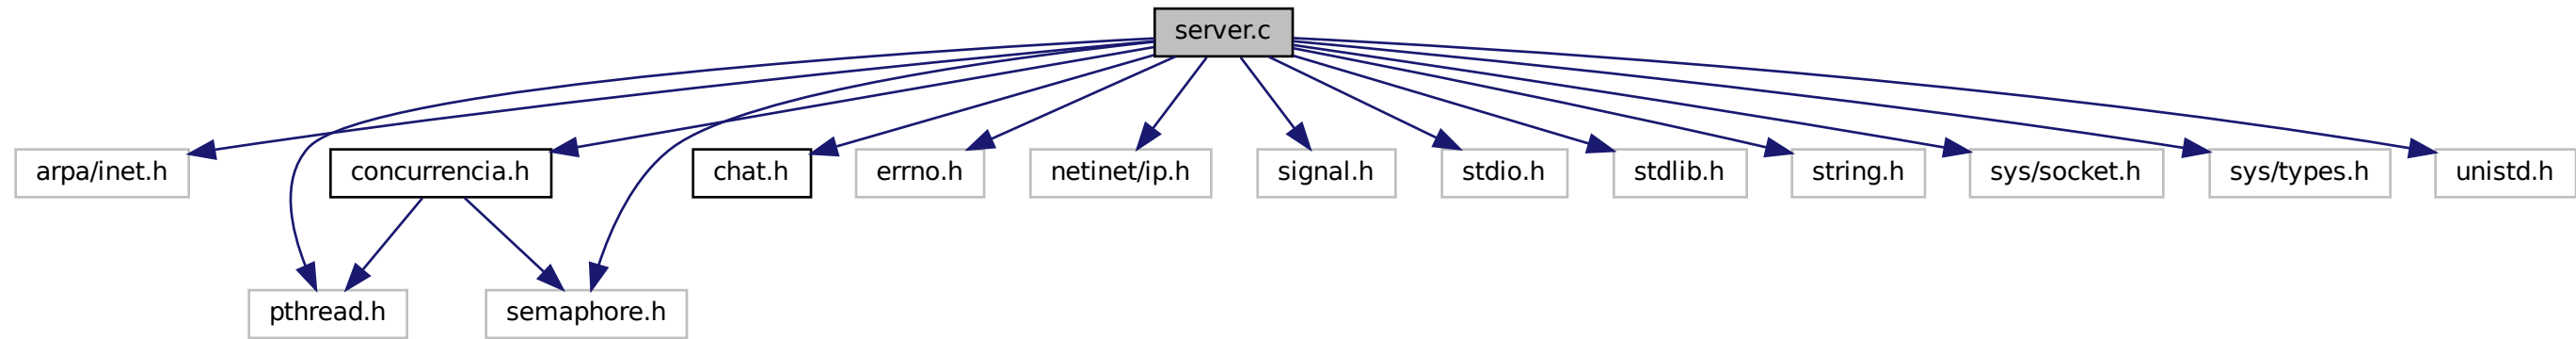 server.c
arpa/inet.h
concurrencia.h
chat.h
errno.h
netinet/ip.h
signal.h
stdio.h
stdlib.h
string.h
sys/socket.h
sys/types.h
unistd.h
pthread.h
semaphore.h